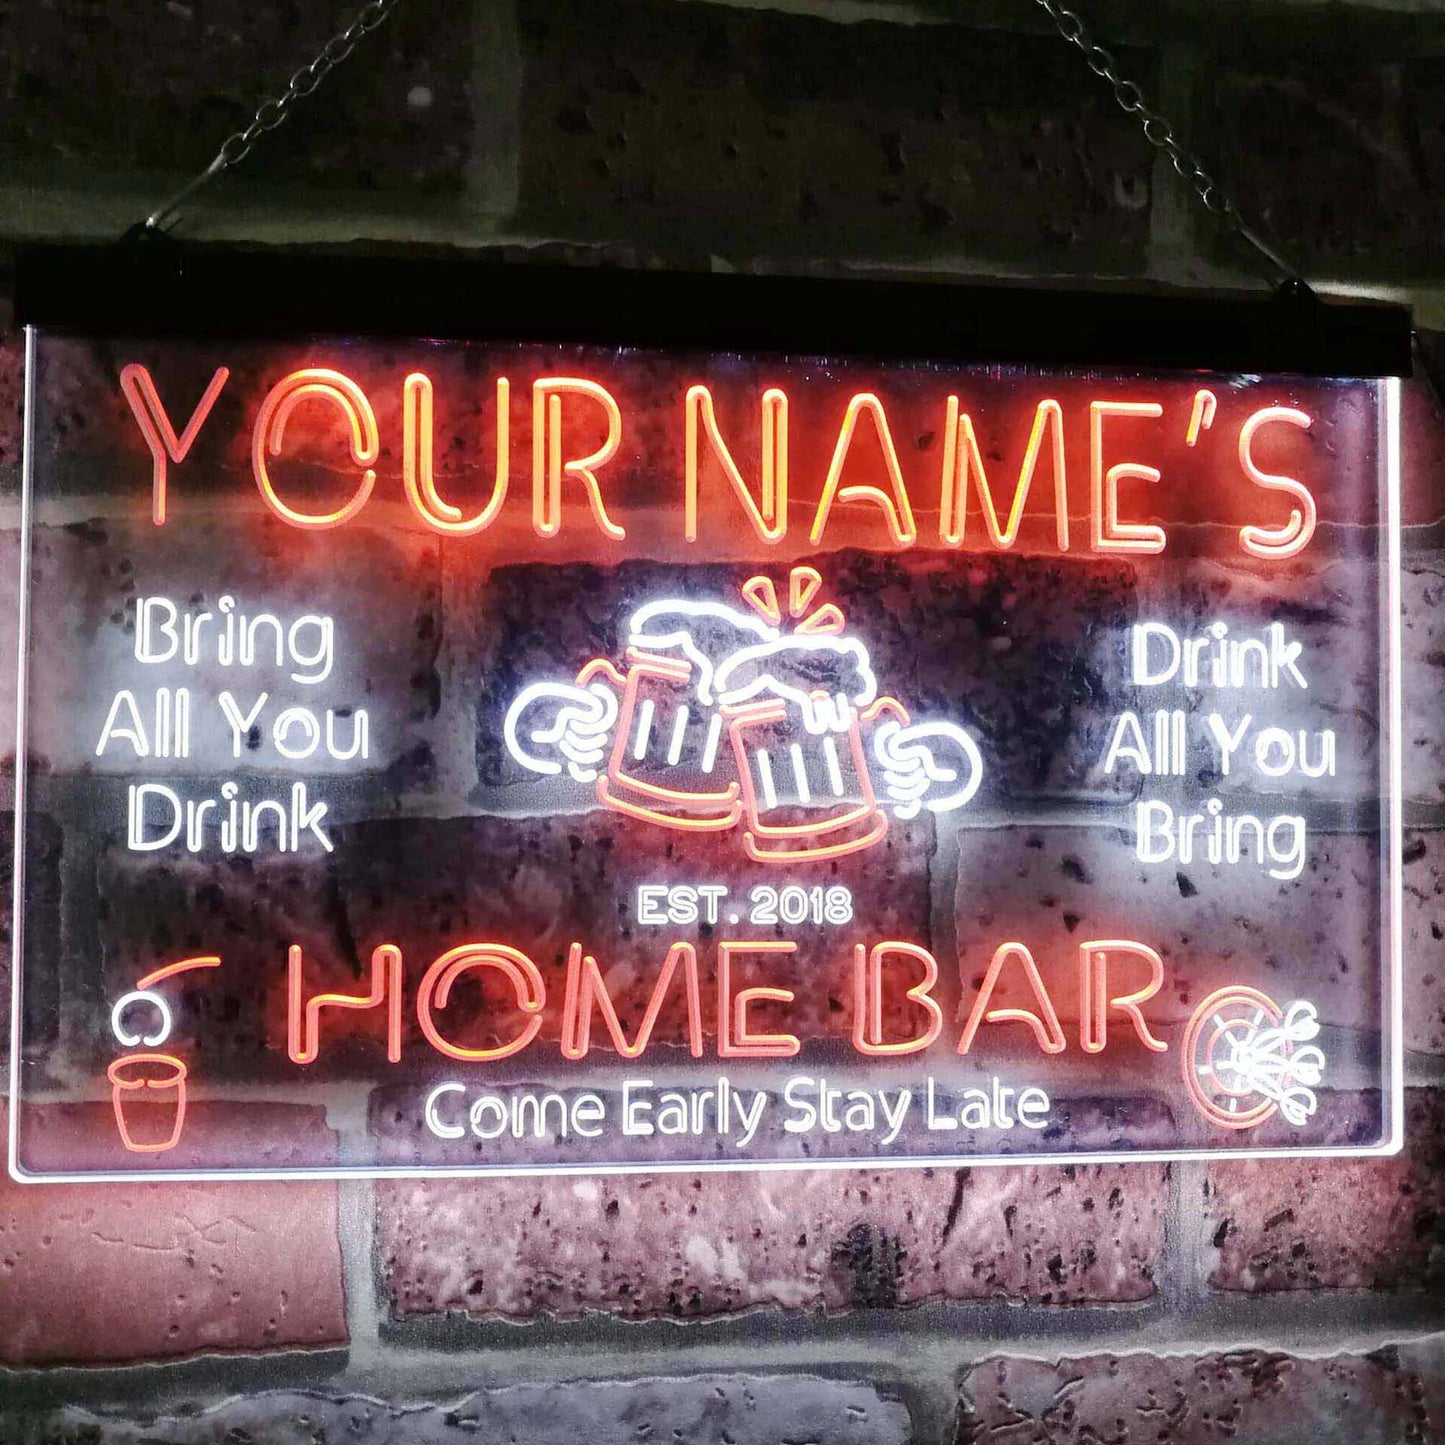 YOUR NAME'S
Bring
All You
Drink
Drink
All You
Bring
EST. 2018
HOME BAR
Come Early Stay Late